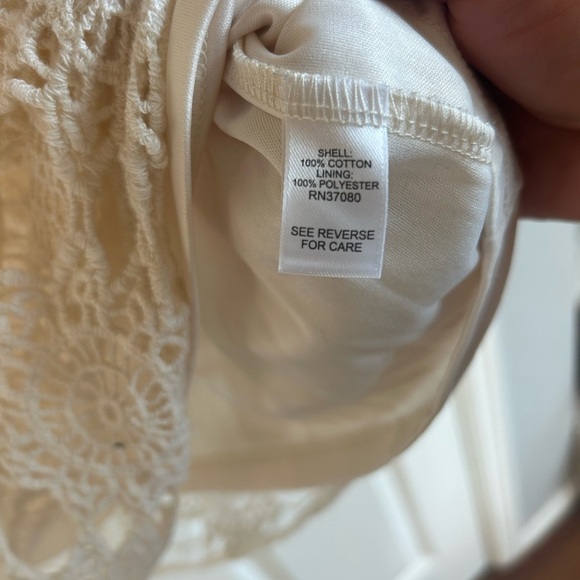 SHELL:
100% COTTON
LINING:
100% POLYESTER
RN37080
SEE REVERSE
FOR CARE